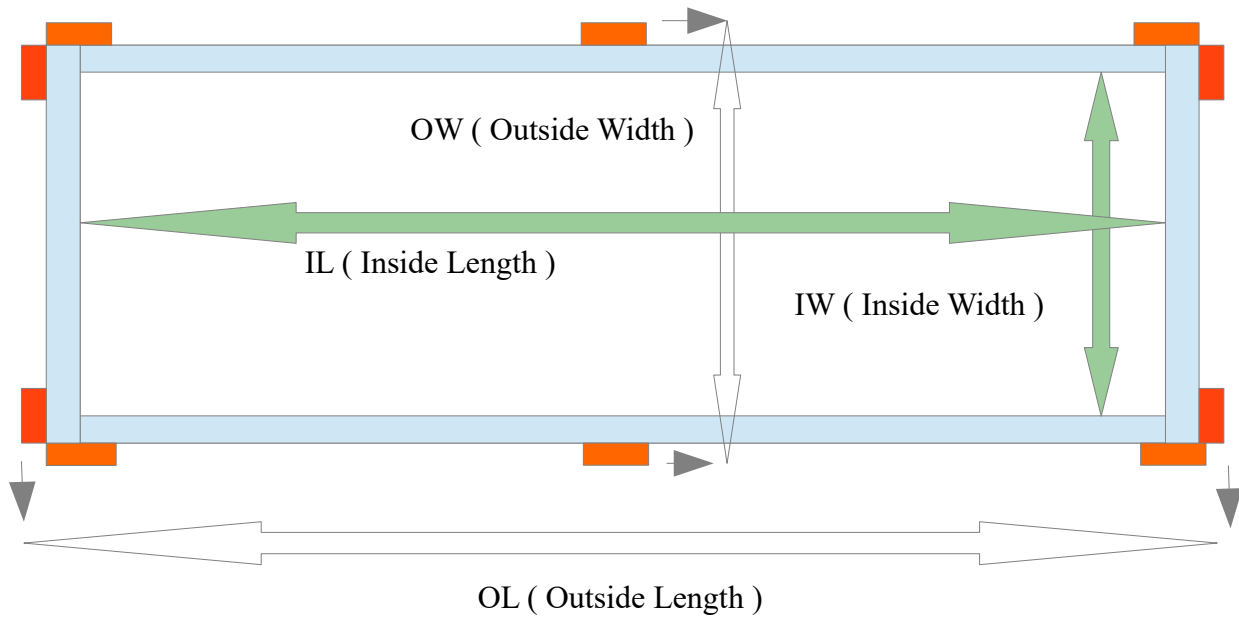 OW ( Outside Width )
IL ( Inside Length )
IW ( Inside Width )
OL ( Outside Length )